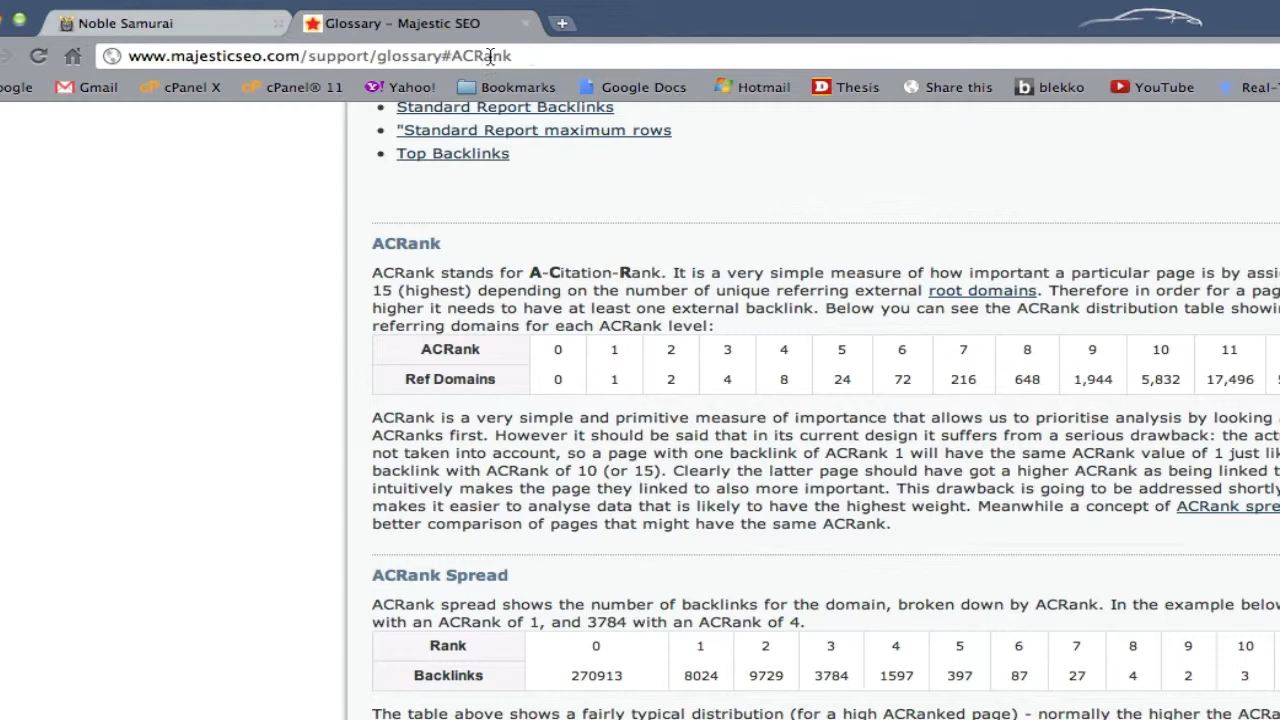 Noble Samurai
Glossary – Majestic SEO
www.majesticseo.com/support/glossary#ACRank
ogle Gmail cPanel X cPanel® 11 Yahoo! Bookmarks Google Docs Hotmail Thesis Share this blekko YouTube Real-
Standard Report Backlinks
"Standard Report maximum rows
Top Backlinks
ACRank
ACRank stands for A-Citation-Rank. It is a very simple measure of how important a particular page is by assi
15 (highest) depending on the number of unique referring external root domains. Therefore in order for a pag
higher it needs to have at least one external backlink. Below you can see the ACRank distribution table showi
referring domains for each ACRank level:
ACRank 0 1 2 3 4 5 6 7 8 9 10 11
Ref Domains 0 1 2 4 8 24 72 216 648 1,944 5,832 17,496
ACRank is a very simple and primitive measure of importance that allows us to prioritise analysis by looking
ACRanks first. However it should be said that in its current design it suffers from a serious drawback: the act
not taken into account, so a page with one backlink of ACRank 1 will have the same ACRank value of 1 just lik
backlink with ACRank of 10 (or 15). Clearly the latter page should have got a higher ACRank as being linked t
intuitively makes the page they linked to also more important. This drawback is going to be addressed shortly
makes it easier to analyse data that is likely to have the highest weight. Meanwhile a concept of ACRank spre
better comparison of pages that might have the same ACRank.
ACRank Spread
ACRank spread shows the number of backlinks for the domain, broken down by ACRank. In the example below
with an ACRank of 1, and 3784 with an ACRank of 4.
Rank 0 1 2 3 4 5 6 7 8 9 10
Backlinks 270913 8024 9729 3784 1597 397 87 27 4 2 3
The table above shows a fairly typical distribution (for a high ACRanked page) - normally the higher the ACRa